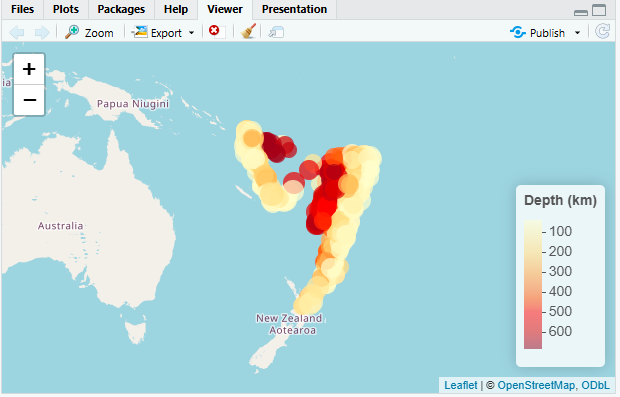 Files Plots Packages Help Viewer Presentation
Zoom Export Publish
+
ia
Papua Niugini
−
Australia
Depth (km)
100
200
300
400
500
600
New Zealand
Aotearoa
Leaflet | © OpenStreetMap, ODbL